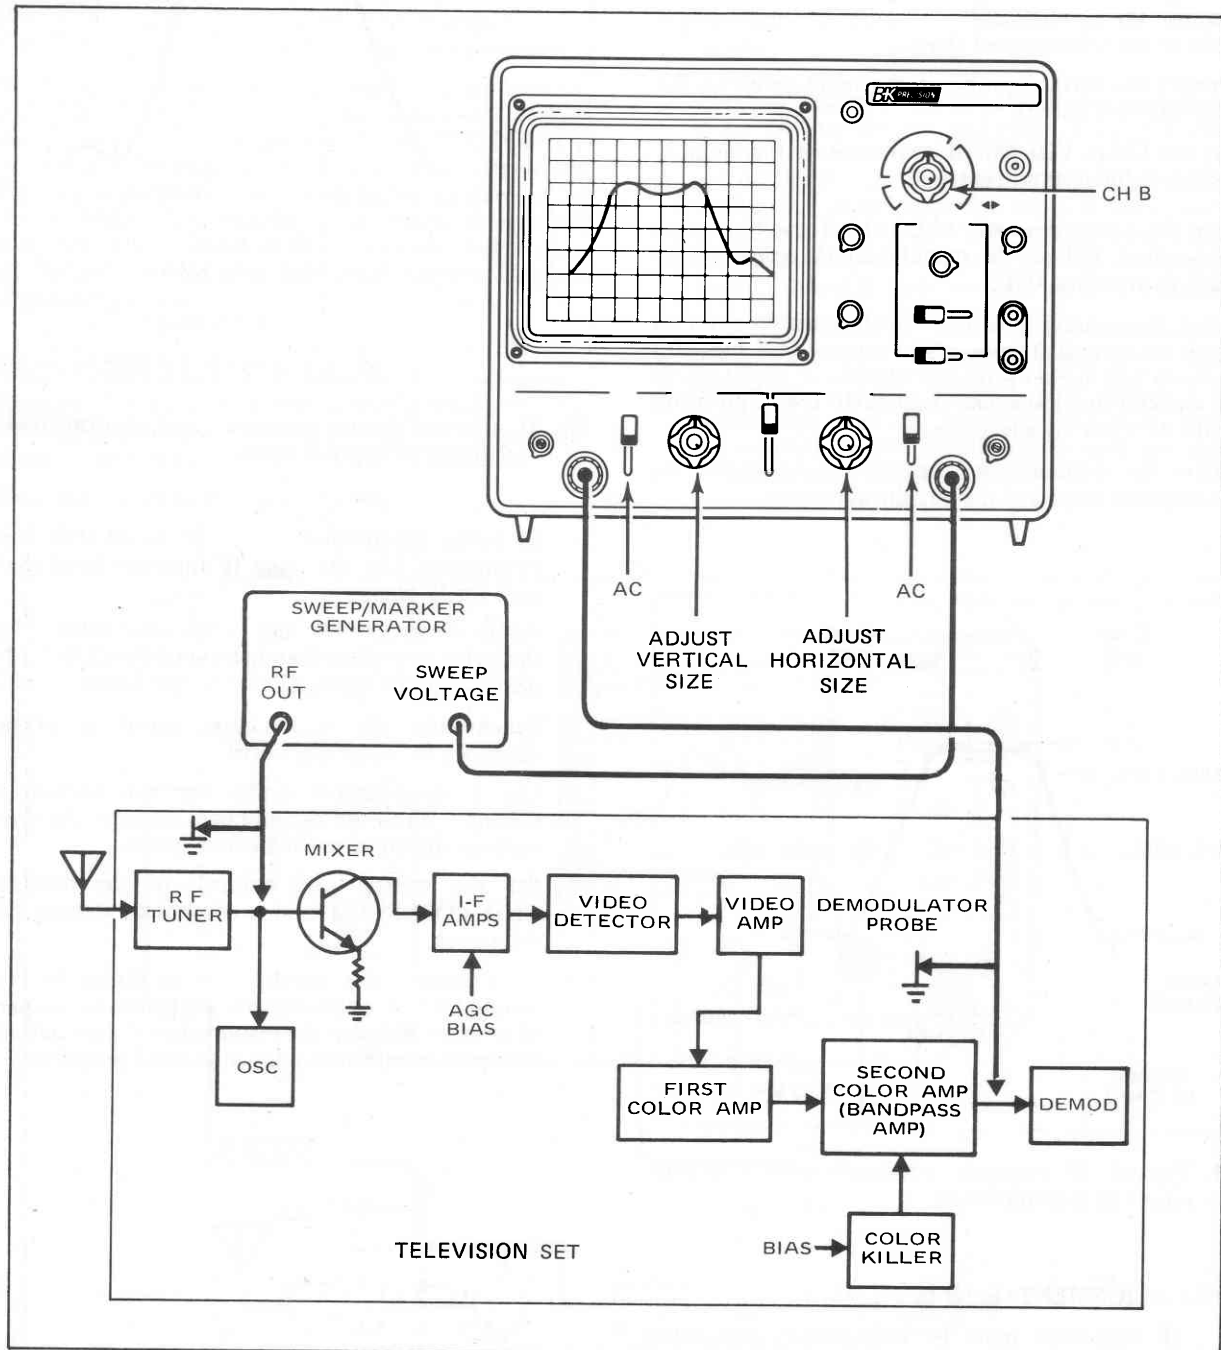 BK PRECISION
CH B
AC
AC
ADJUST
VERTICAL
SIZE
ADJUST
HORIZONTAL
SIZE
SWEEP/MARKER
GENERATOR
RF
OUT
SWEEP
VOLTAGE
MIXER
R F
TUNER
I-F
AMPS
VIDEO
DETECTOR
VIDEO
AMP
DEMODULATOR
PROBE
AGC
BIAS
OSC
FIRST
COLOR AMP
SECOND
COLOR AMP
(BANDPASS
AMP)
DEMOD
BIAS
COLOR
KILLER
TELEVISION SET